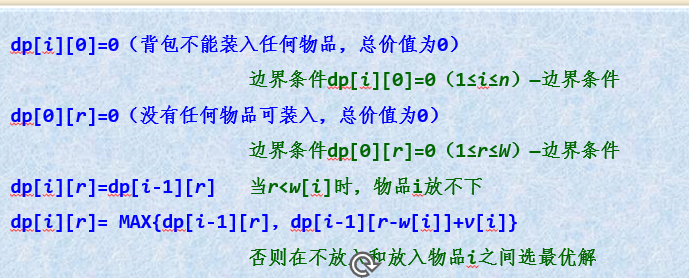 dp[i][0]=0（背包不能装入任何物品，总价值为0）
边界条件dp[i][0]=0（1≤i≤n）—边界条件
dp[0][r]=0（没有任何物品可装入，总价值为0）
边界条件dp[0][r]=0（1≤r≤W）—边界条件
dp[i][r]=dp[i-1][r] 当r<w[i]时，物品i放不下
dp[i][r]= MAX{dp[i-1][r]，dp[i-1][r-w[i]]+v[i]}
否则在不放入和放入物品i之间选最优解